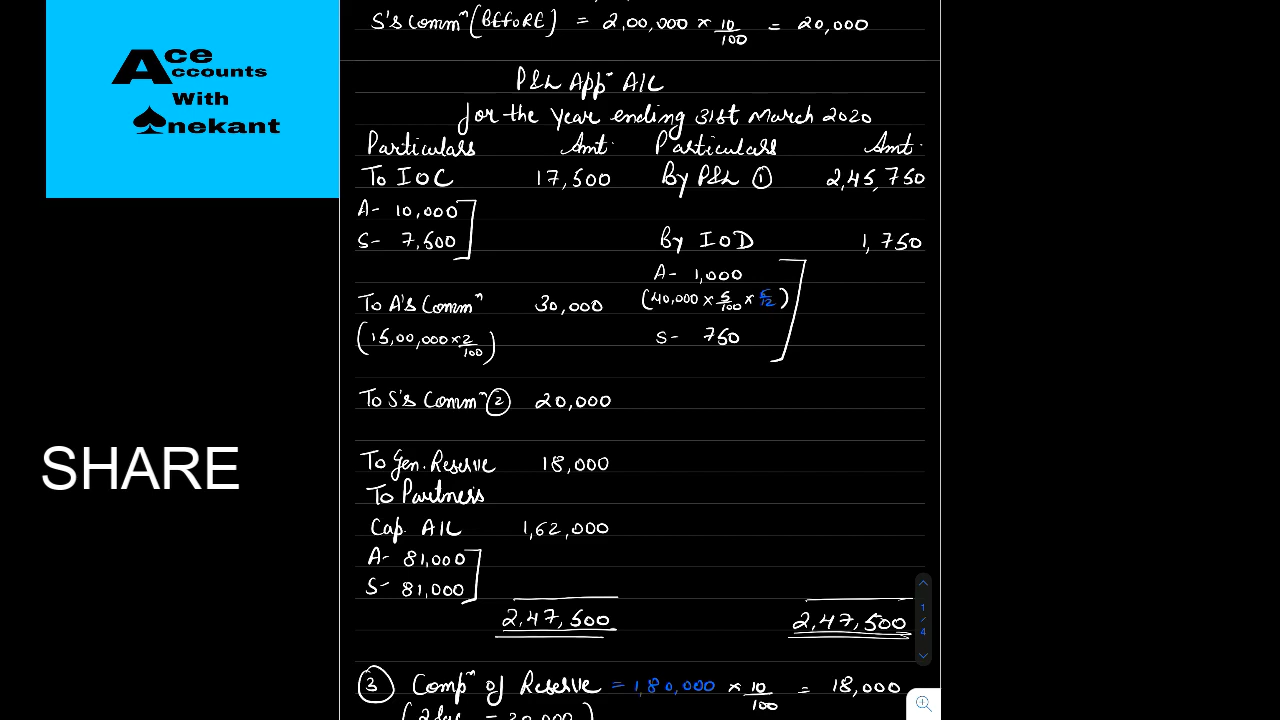 Ace
Accounts
With
Anekant
SHARE
S's Commⁿ (BEFORE) = 2,00,000 × 10/100 = 20,000
P&L Appⁿ A/C
for the year ending 31st March 2020
Particulars Amt. Particulars Amt.
To IOC 17,500 By P&L ① 2,45,750
A- 10,000
S- 7,500 By IOD 1,750
A- 1,000
To A's Commⁿ 30,000 (40,000 × 5/100 × 6/12)
(15,00,000 × 2/100) S- 750
To S's Commⁿ ② 20,000
To Gen. Reserve 18,000
To Partners
Cap. A/C 1,62,000
A- 81,000
S- 81,000
2,47,500 2,47,500
1/4
③ Compⁿ of Reserve = 1,80,000 × 10/100 = 18,000